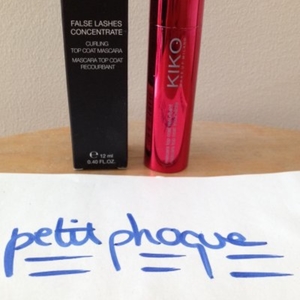 FALSE LASHES
CONCENTRATE
CURLING
TOP COAT MASCARA
MASCARA TOP COAT
RECOURBANT
℮ 12 ml
0.40 FL.OZ.
KIKO
petit phoque